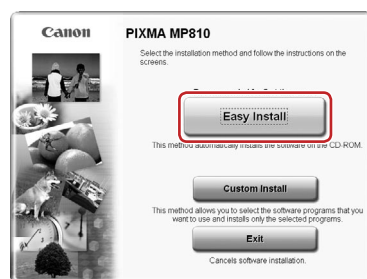 Canon
PIXMA MP810
Select the installation method and follow the instructions on the
screens.
Easy Install
This method automatically installs the software on the CD-ROM.
Custom Install
This method allows you to select the software programs that you
want to use and installs only the selected programs.
Exit
Cancels software installation.